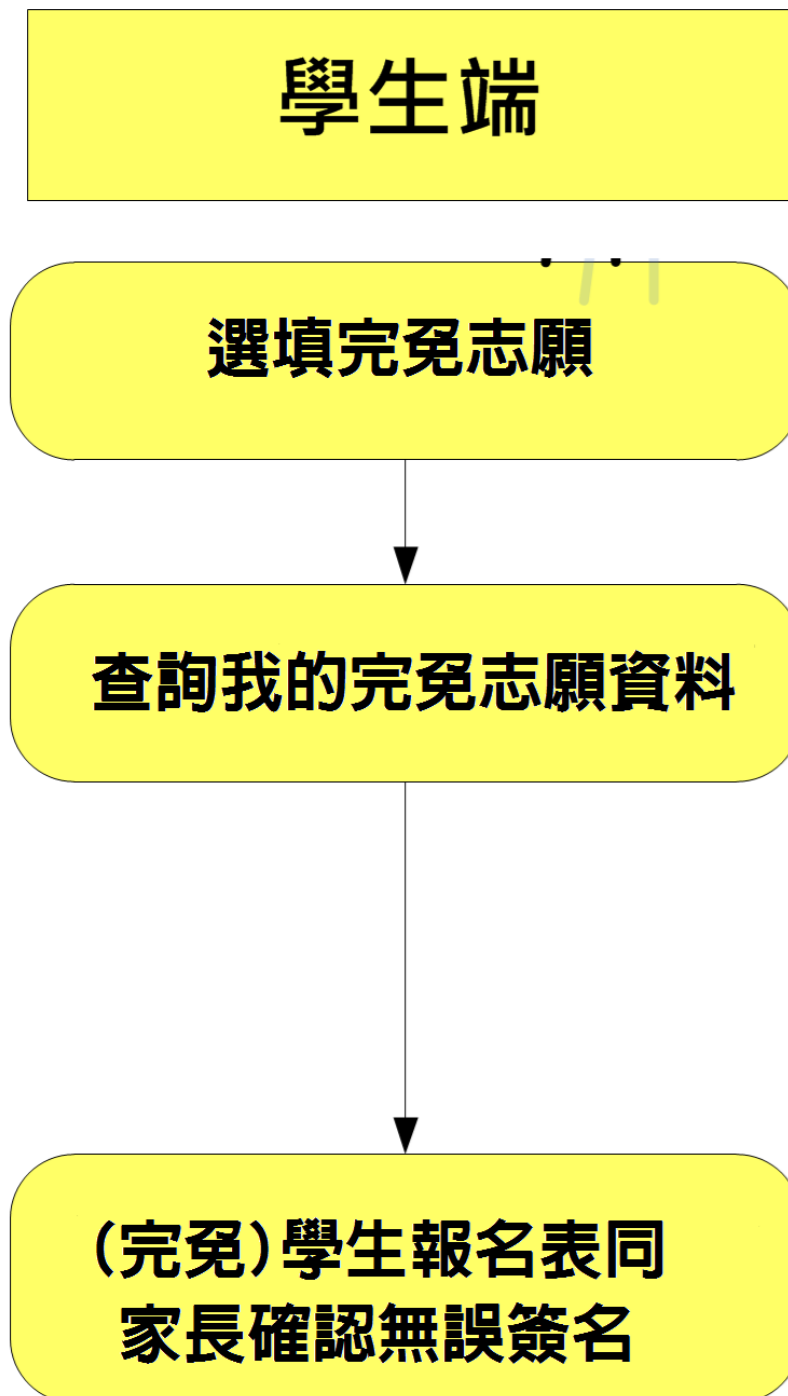 學生端
選填完免志願
查詢我的完免志願資料
(完免)學生報名表同
家長確認無誤簽名